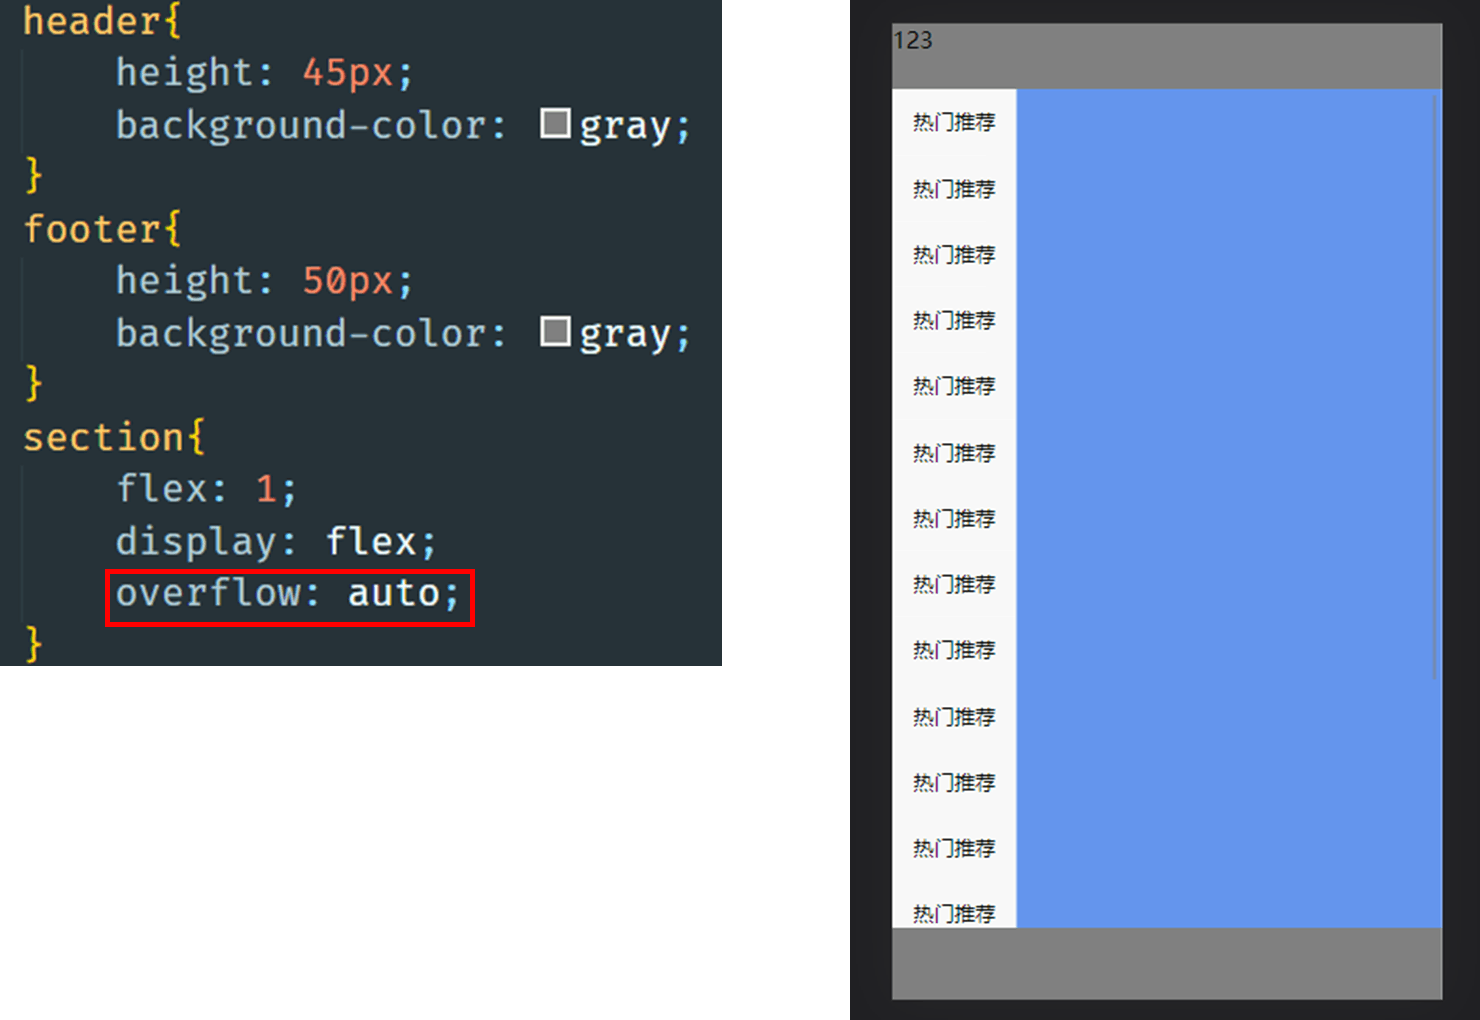 header{
    height: 45px;
    background-color: gray;
}
footer{
    height: 50px;
    background-color: gray;
}
section{
    flex: 1;
    display: flex;
    overflow: auto;
}
123
热门推荐
热门推荐
热门推荐
热门推荐
热门推荐
热门推荐
热门推荐
热门推荐
热门推荐
热门推荐
热门推荐
热门推荐
热门推荐